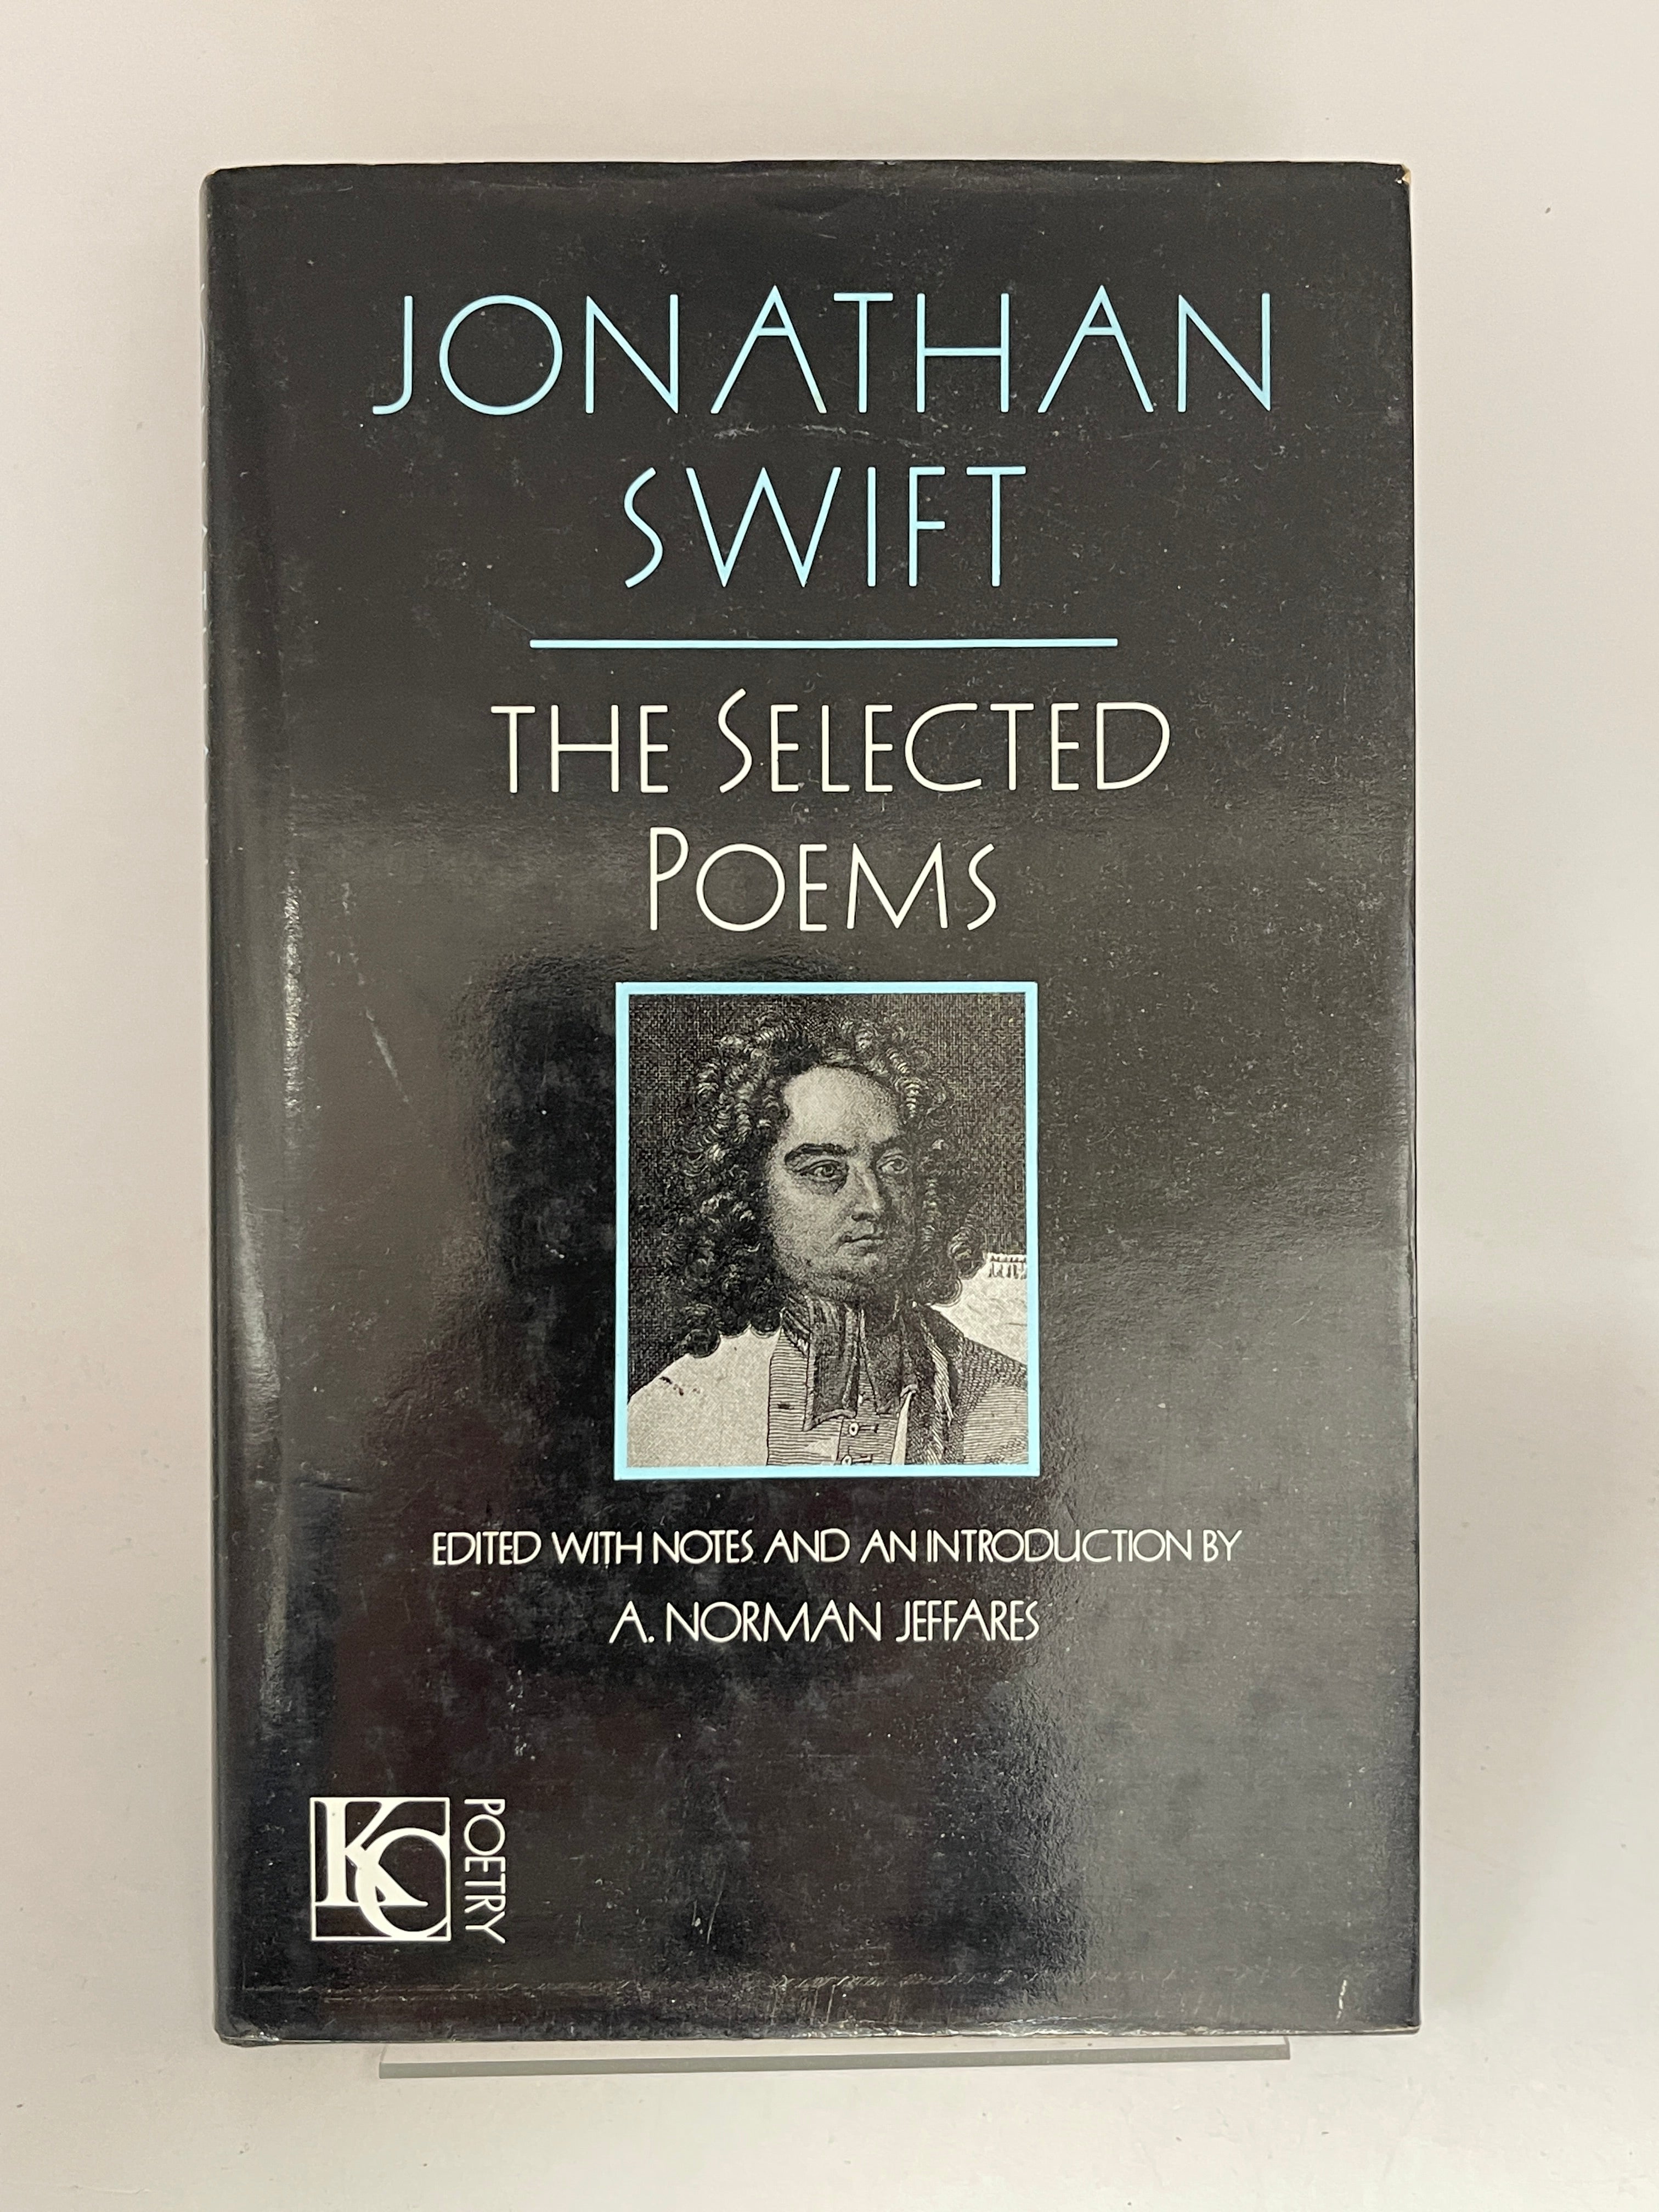 JONATHAN
SWIFT
THE SELECTED
POEMS
EDITED WITH NOTES AND AN INTRODUCTION BY
A. NORMAN JEFFARES
KC
POETRY